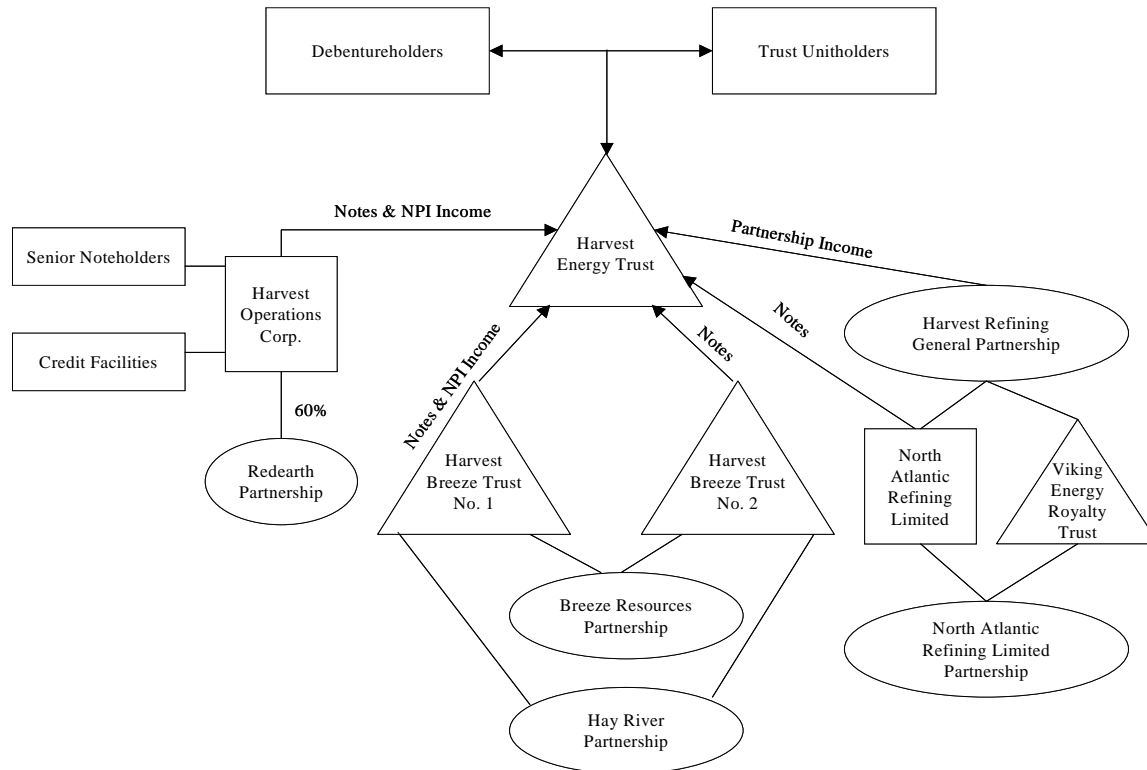 Debentureholders
Trust Unitholders
Notes & NPI Income
Partnership Income
Senior Noteholders
Harvest
Operations
Corp.
Harvest
Energy Trust
Notes
Harvest Refining
General Partnership
Credit Facilities
Notes & NPI Income
Notes
60%
Redearth
Partnership
Harvest
Breeze Trust
No. 1
Harvest
Breeze Trust
No. 2
North
Atlantic
Refining
Limited
Viking
Energy
Royalty
Trust
Breeze Resources
Partnership
North Atlantic
Refining Limited
Partnership
Hay River
Partnership